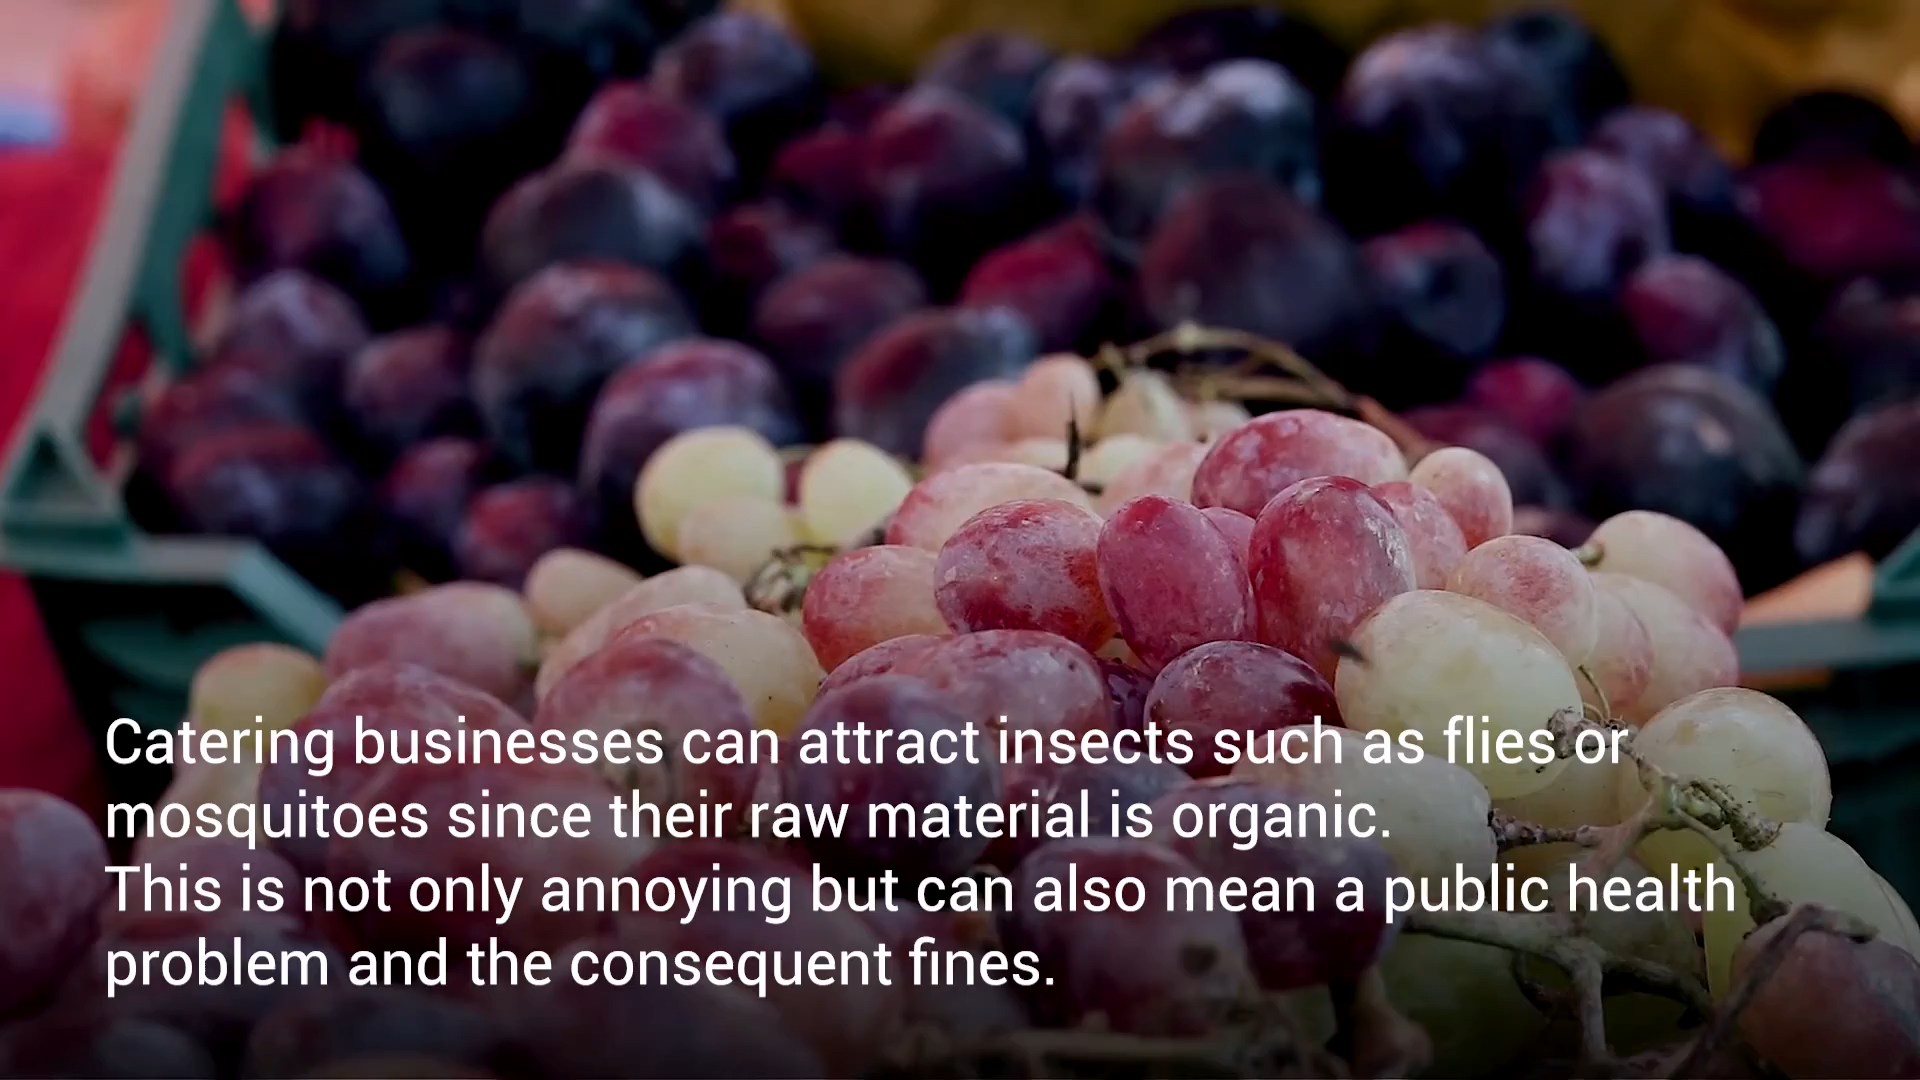 Catering businesses can attract insects such as flies or
mosquitoes since their raw material is organic.
This is not only annoying but can also mean a public health
problem and the consequent fines.